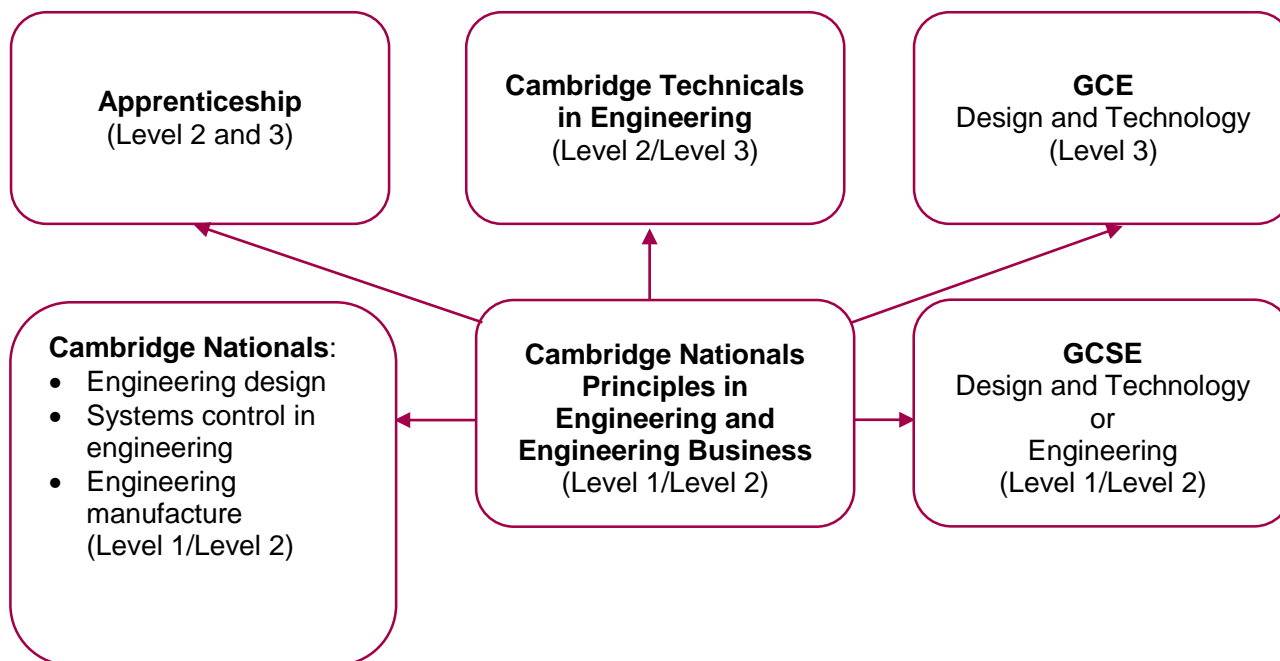 Apprenticeship
(Level 2 and 3)
Cambridge Technicals
in Engineering
(Level 2/Level 3)
GCE
Design and Technology
(Level 3)
Cambridge Nationals:
• Engineering design
• Systems control in
engineering
• Engineering
manufacture
(Level 1/Level 2)
Cambridge Nationals
Principles in
Engineering and
Engineering Business
(Level 1/Level 2)
GCSE
Design and Technology
or
Engineering
(Level 1/Level 2)